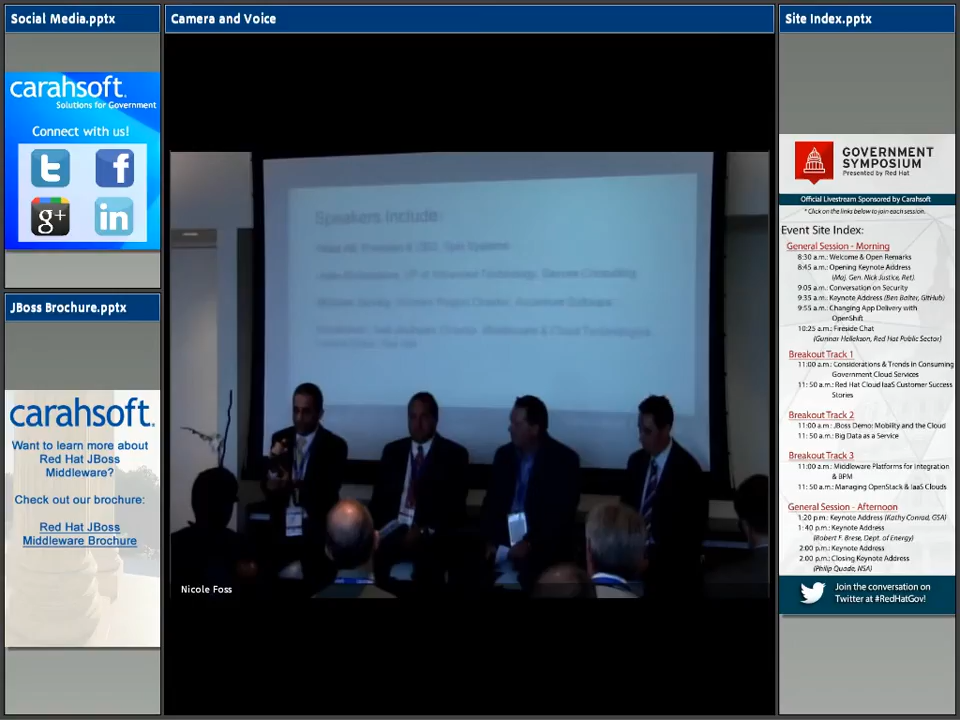 Social Media.pptx
carahsoft.
Solutions for Government
Connect with us!
t
f
g+
in
JBoss Brochure.pptx
carahsoft.
Want to learn more about
Red Hat JBoss
Middleware?
Check out our brochure:
Red Hat JBoss
Middleware Brochure
Camera and Voice
Speakers Include:
Nicole Foss
Site Index.pptx
GOVERNMENT
SYMPOSIUM
Presented by Red Hat
Official Livestream Sponsored by Carahsoft
* Click on the links below to join each session.
Event Site Index:
General Session - Morning
8:30 a.m.: Welcome & Open Remarks
8:45 a.m.: Opening Keynote Address
(Maj. Gen. Nick Justice, Ret).
9:05 a.m.: Conversation on Security
9:35 a.m.: Keynote Address (Ben Balter, GitHub)
9:55 a.m.: Changing App Delivery with
OpenShift
10:25 a.m.: Fireside Chat
(Gunnar Hellekson, Red Hat Public Sector)
Breakout Track 1
11:00 a.m.: Considerations & Trends in Consuming
Government Cloud Services
11: 50 a.m.: Red Hat Cloud IaaS Customer Success
Stories
Breakout Track 2
11:00 a.m.: JBoss Demo: Mobility and the Cloud
11: 50 a.m.: Big Data as a Service
Breakout Track 3
11:00 a.m.: Middleware Platforms for Integration
& BPM
11: 50 a.m.: Managing OpenStack & IaaS Clouds
General Session - Afternoon
1:20 p.m.: Keynote Address (Kathy Conrad, GSA)
1: 40 p.m.: Keynote Address
(Robert F. Brese, Dept. of Energy)
2:00 p.m.: Keynote Address
2:00 p.m.: Closing Keynote Address
(Philip Quade, NSA)
Join the conversation on
Twitter at #RedHatGov!